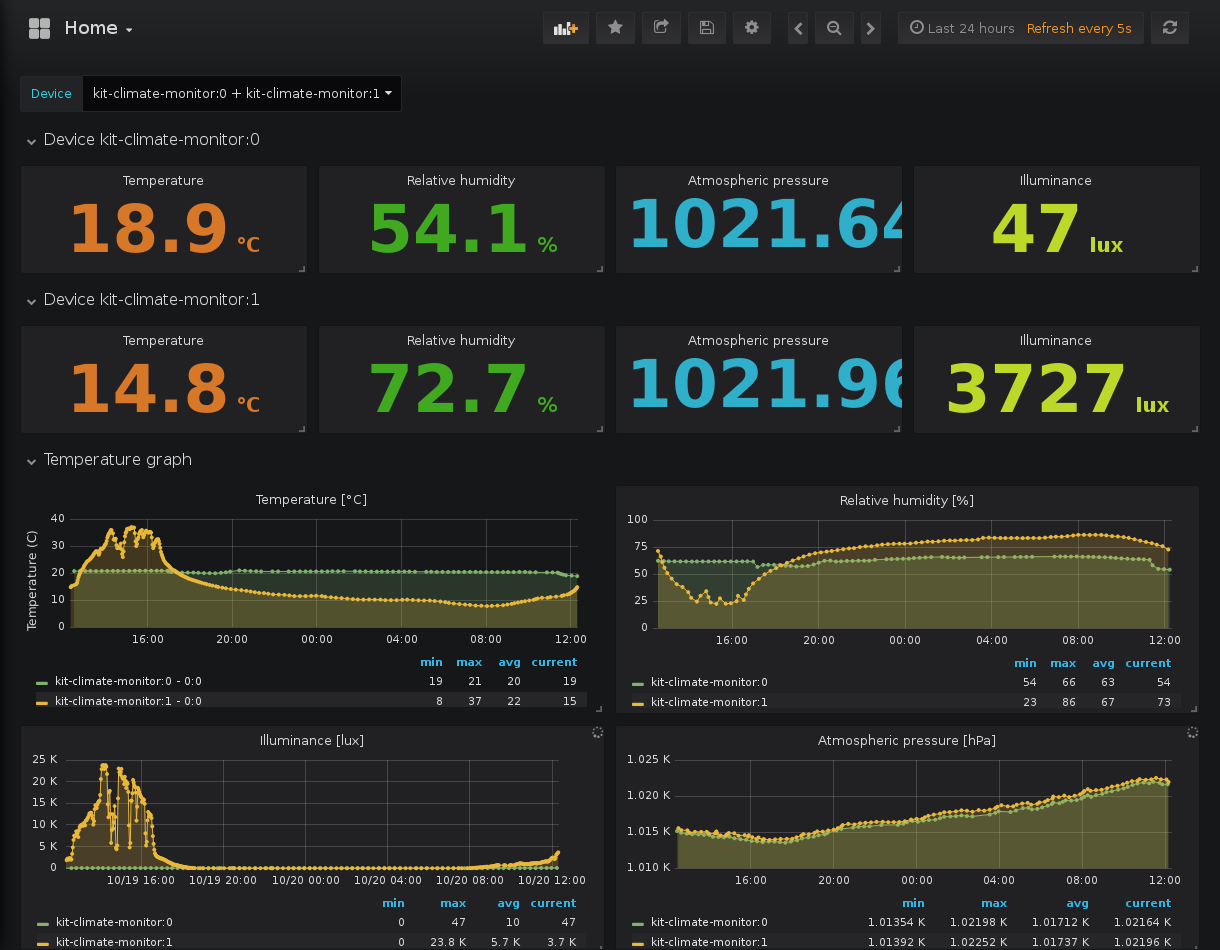 Home
Last 24 hours Refresh every 5s
Device kit-climate-monitor:0 + kit-climate-monitor:1
Device kit-climate-monitor:0
Temperature Relative humidity Atmospheric pressure Illuminance
18.9 °C 54.1 % 1021.64 47 lux
Device kit-climate-monitor:1
Temperature Relative humidity Atmospheric pressure Illuminance
14.8 °C 72.7 % 1021.96 3727 lux
Temperature graph
Temperature [°C]
Temperature (C)
40
30
20
10
0
16:00 20:00 00:00 04:00 08:00 12:00
min max avg current
kit-climate-monitor:0 - 0:0 19 21 20 19
kit-climate-monitor:1 - 0:0 8 37 22 15
Relative humidity [%]
100
75
50
25
0
16:00 20:00 00:00 04:00 08:00 12:00
min max avg current
kit-climate-monitor:0 54 66 63 54
kit-climate-monitor:1 23 86 67 73
Illuminance [lux]
25 K
20 K
15 K
10 K
5 K
0
10/19 16:00 10/19 20:00 10/20 00:00 10/20 04:00 10/20 08:00 10/20 12:00
min max avg current
kit-climate-monitor:0 0 47 10 47
kit-climate-monitor:1 0 23.8 K 5.7 K 3.7 K
Atmospheric pressure [hPa]
1.025 K
1.020 K
1.015 K
1.010 K
16:00 20:00 00:00 04:00 08:00 12:00
min max avg current
kit-climate-monitor:0 1.01354 K 1.02198 K 1.01712 K 1.02164 K
kit-climate-monitor:1 1.01392 K 1.02252 K 1.01737 K 1.02196 K